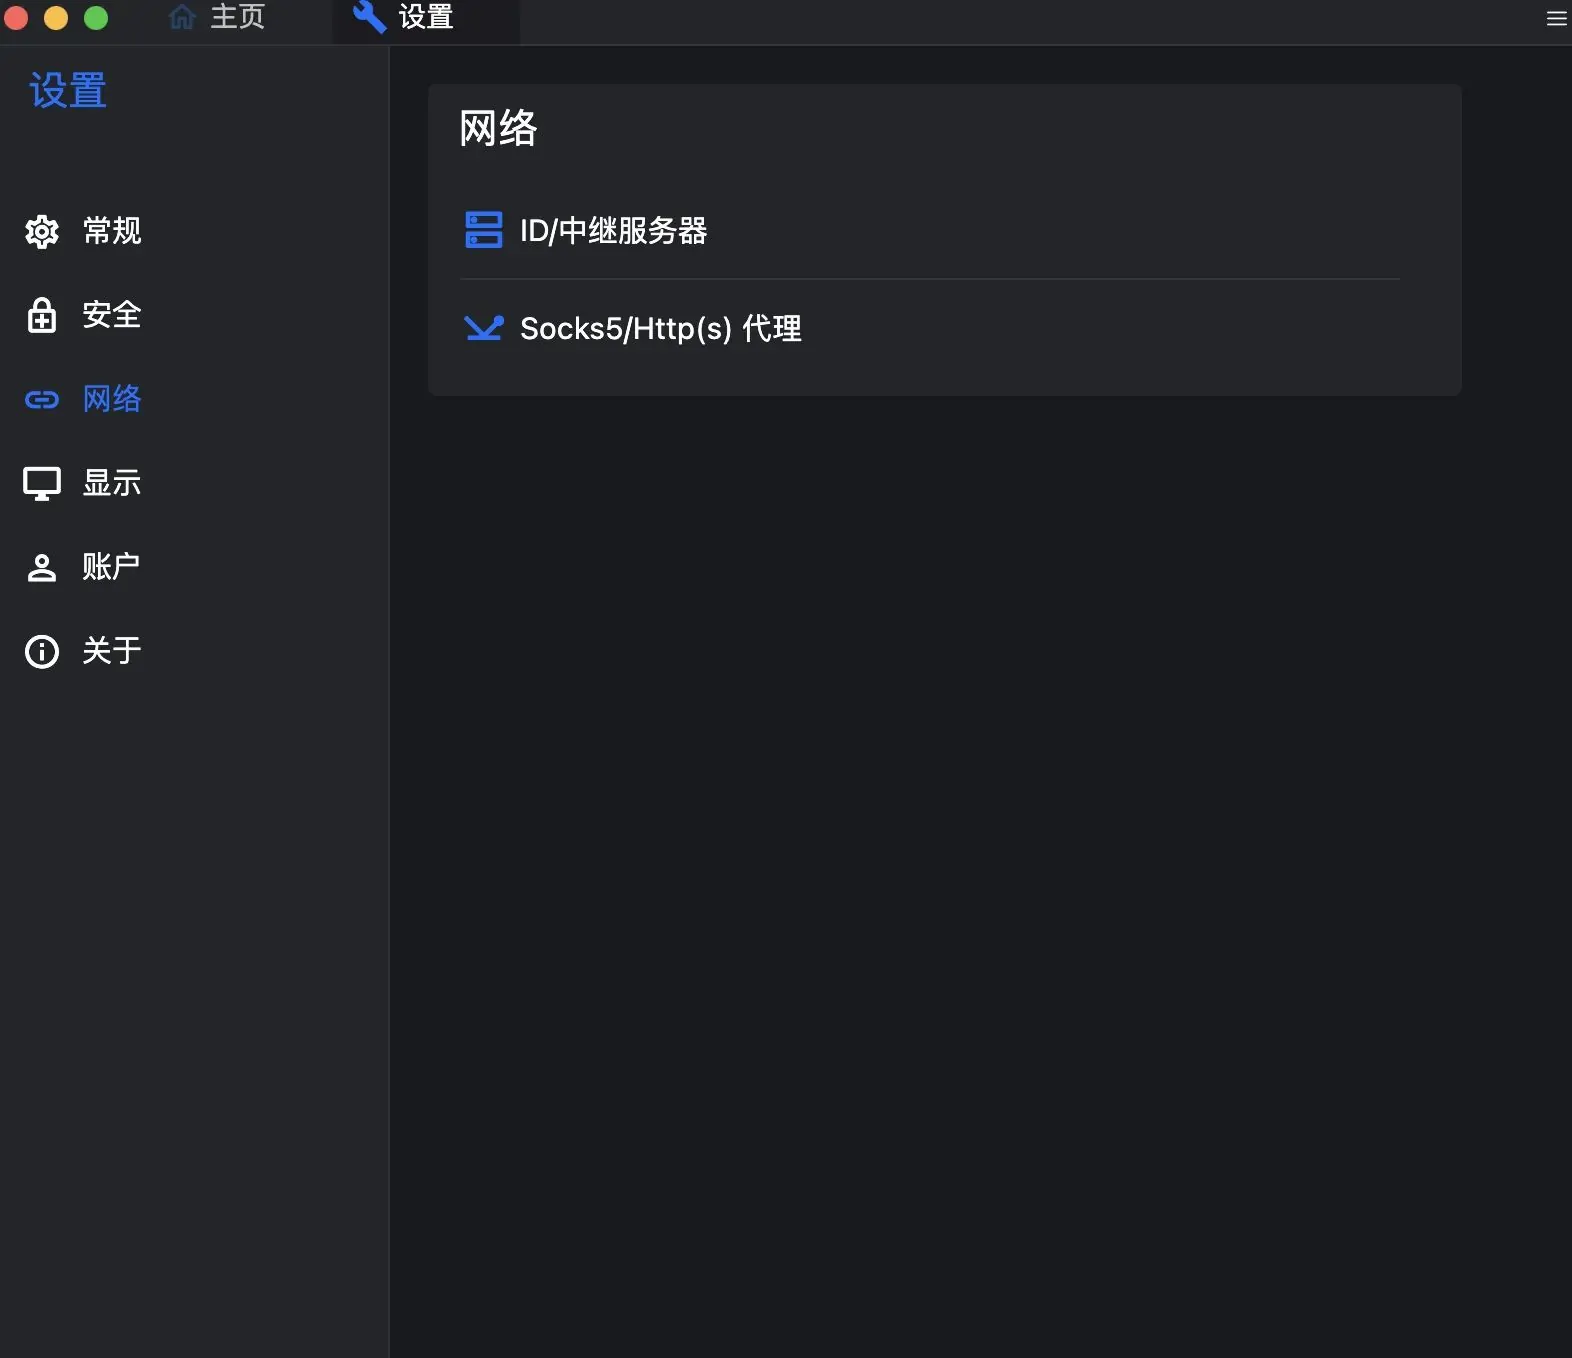 主页
设置
设置
常规
安全
网络
显示
账户
关于
网络
ID/中继服务器
Socks5/Http(s) 代理